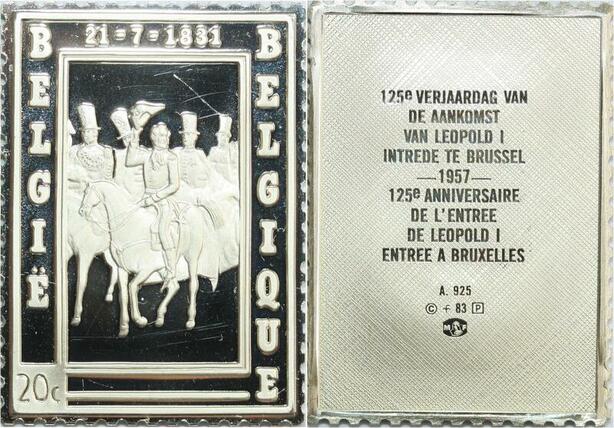 21-7-1831
BELGIË
BELGIQUE
20c
125e VERJAARDAG VAN
DE AANKOMST
VAN LEOPOLD I
INTREDE TE BRUSSEL
—1957—
125e ANNIVERSAIRE
DE L'ENTREE
DE LEOPOLD I
ENTREE A BRUXELLES
A. 925
© + 83 P